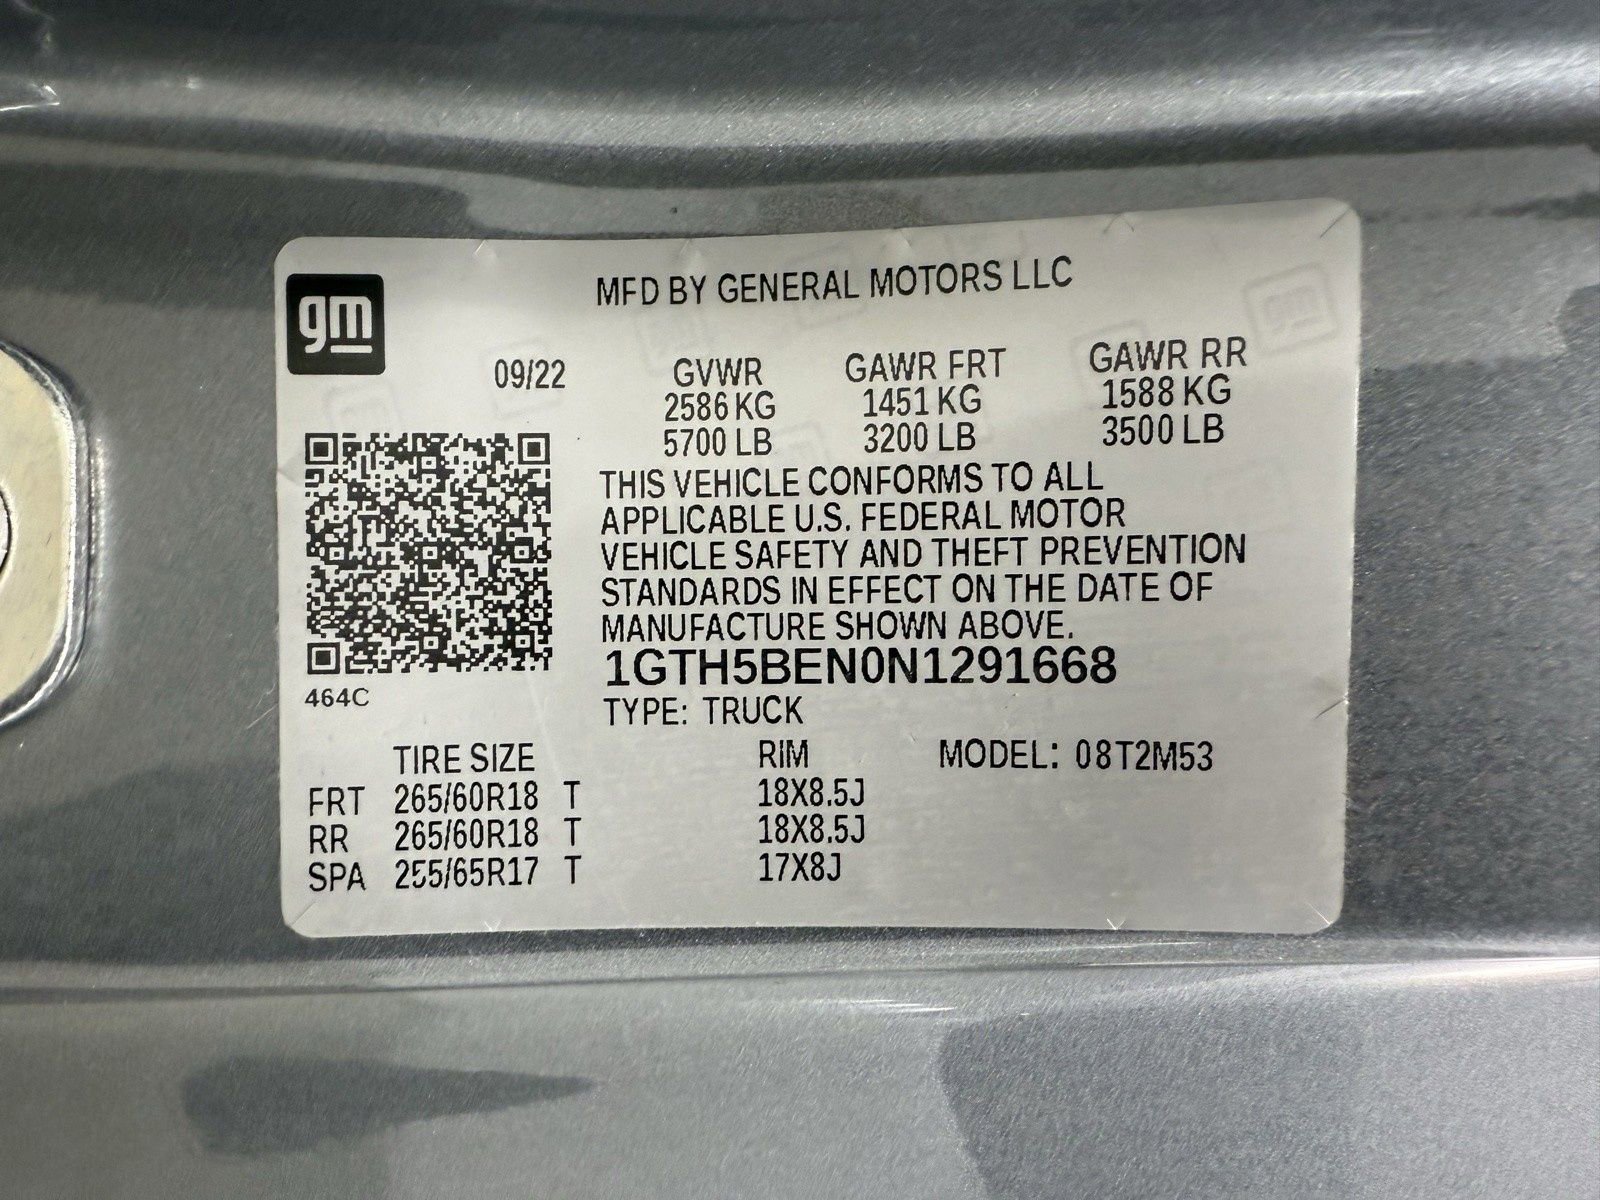 gm
MFD BY GENERAL MOTORS LLC
09/22 GVWR GAWR FRT GAWR RR
2586 KG 1451 KG 1588 KG
5700 LB 3200 LB 3500 LB
THIS VEHICLE CONFORMS TO ALL
APPLICABLE U.S. FEDERAL MOTOR
VEHICLE SAFETY AND THEFT PREVENTION
STANDARDS IN EFFECT ON THE DATE OF
MANUFACTURE SHOWN ABOVE.
1GTH5BEN0N1291668
464C
TYPE: TRUCK
TIRE SIZE RIM MODEL: 08T2M53
FRT 265/60R18 T 18X8.5J
RR 265/60R18 T 18X8.5J
SPA 255/65R17 T 17X8J